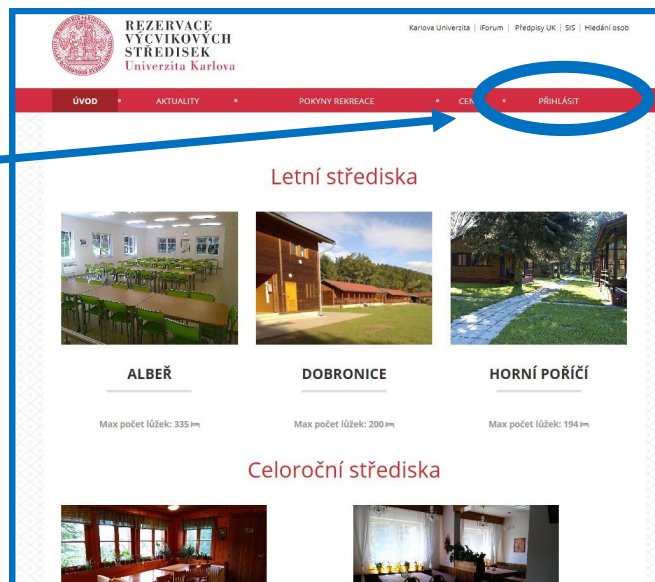 REZERVACE
VÝCVIKOVÝCH
STŘEDISEK
Univerzita Karlova
Karlova Univerzita | iForum | Předpisy UK | SIS | Hledání osob
ÚVOD AKTUALITY POKYNY REKREACE CEN PŘIHLÁSIT
Letní střediska
ALBEŘ DOBRONICE HORNÍ POŘÍČÍ
Max počet lůžek: 335 Max počet lůžek: 200 Max počet lůžek: 194
Celoroční střediska